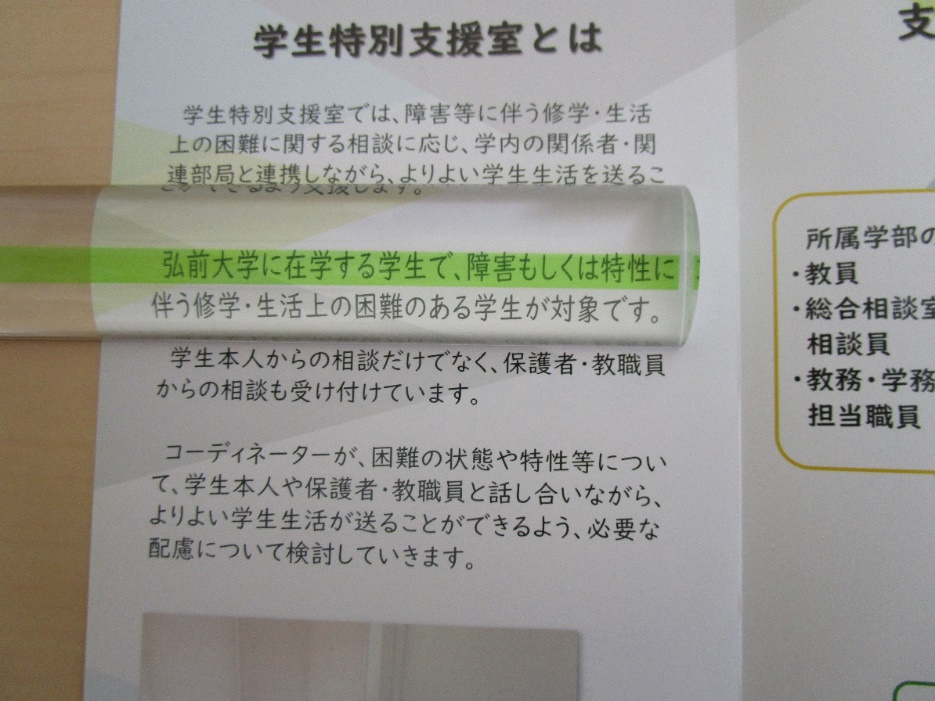 学生特別支援室とは
学生特別支援室では、障害等に伴う修学・生活
上の困難に関する相談に応じ、学内の関係者・関
連部局と連携しながら、よりよい学生生活を送るこ
とができるよう支援します。
弘前大学に在学する学生で、障害もしくは特性に
伴う修学・生活上の困難のある学生が対象です。
学生本人からの相談だけでなく、保護者・教職員
からの相談も受け付けています。
コーディネーターが、困難の状態や特性等につい
て、学生本人や保護者・教職員と話し合いながら、
よりよい学生生活が送ることができるよう、必要な
配慮について検討していきます。
支
所属学部の
・教員
・総合相談室
相談員
・教務・学務
担当職員